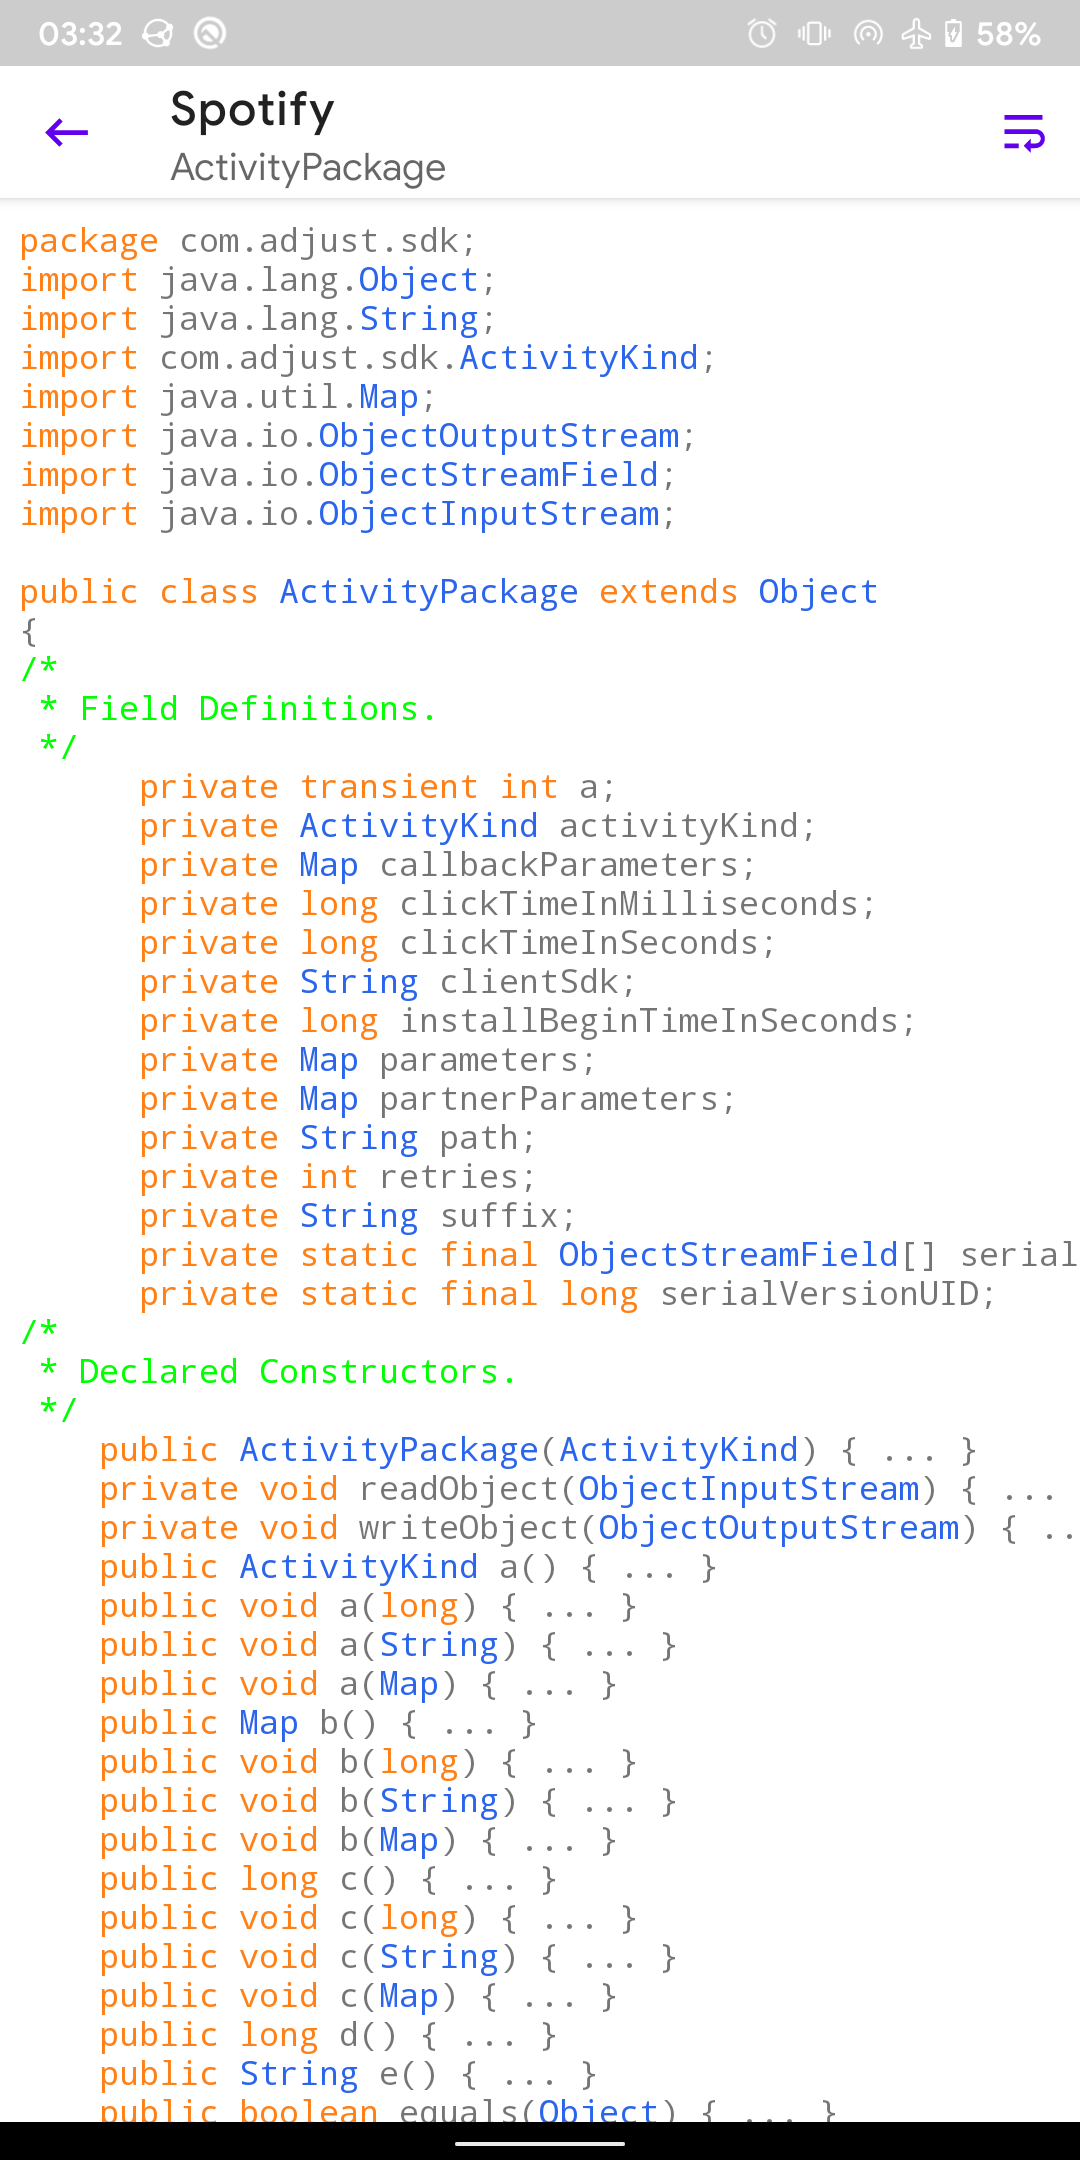 03:32 58%
Spotify
ActivityPackage
package com.adjust.sdk;
import java.lang.Object;
import java.lang.String;
import com.adjust.sdk.ActivityKind;
import java.util.Map;
import java.io.ObjectOutputStream;
import java.io.ObjectStreamField;
import java.io.ObjectInputStream;
public class ActivityPackage extends Object
{
/*
 * Field Definitions.
 */
private transient int a;
private ActivityKind activityKind;
private Map callbackParameters;
private long clickTimeInMilliseconds;
private long clickTimeInSeconds;
private String clientSdk;
private long installBeginTimeInSeconds;
private Map parameters;
private Map partnerParameters;
private String path;
private int retries;
private String suffix;
private static final ObjectStreamField[] serial
private static final long serialVersionUID;
/*
 * Declared Constructors.
 */
public ActivityPackage(ActivityKind) { ... }
private void readObject(ObjectInputStream) { ...
private void writeObject(ObjectOutputStream) { ..
public ActivityKind a() { ... }
public void a(long) { ... }
public void a(String) { ... }
public void a(Map) { ... }
public Map b() { ... }
public void b(long) { ... }
public void b(String) { ... }
public void b(Map) { ... }
public long c() { ... }
public void c(long) { ... }
public void c(String) { ... }
public void c(Map) { ... }
public long d() { ... }
public String e() { ... }
public boolean equals(Object) { ... }